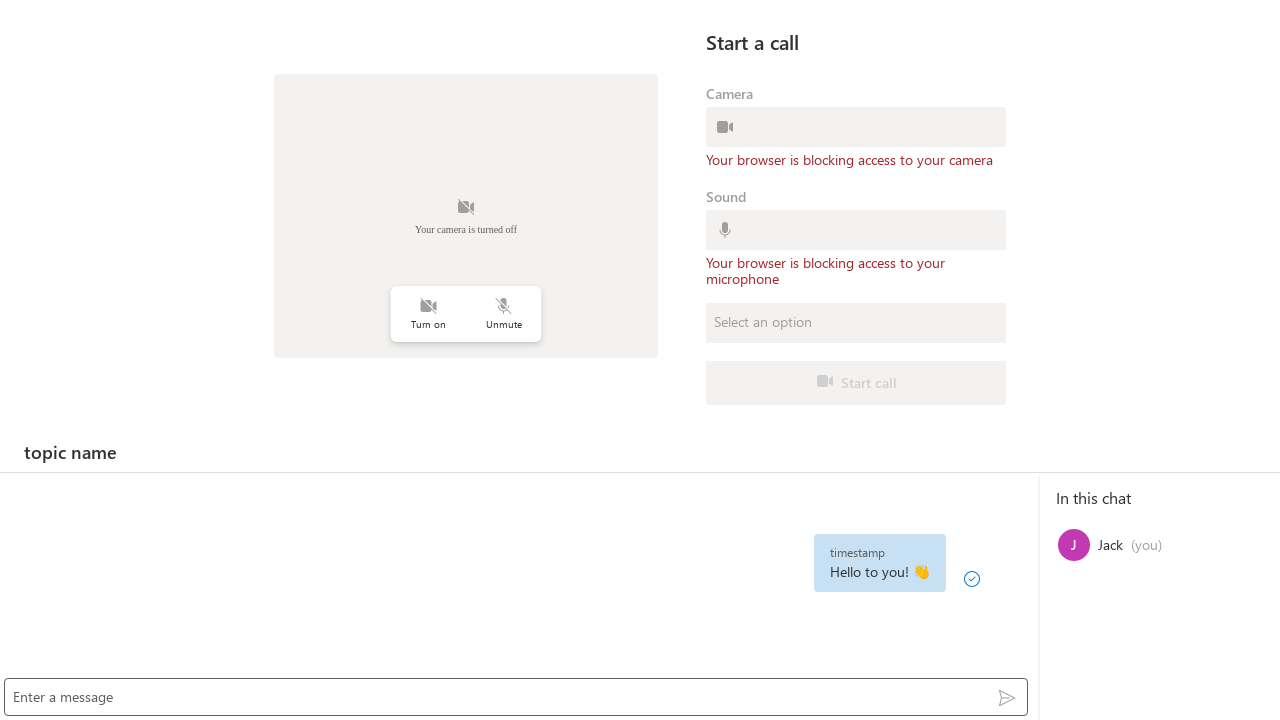 Start a call
Camera
Your browser is blocking access to your camera
Sound
Your browser is blocking access to your
microphone
Select an option
Start call
Your camera is turned off
Turn on
Unmute
topic name
timestamp
Hello to you! 👋
Enter a message
In this chat
J
Jack (you)